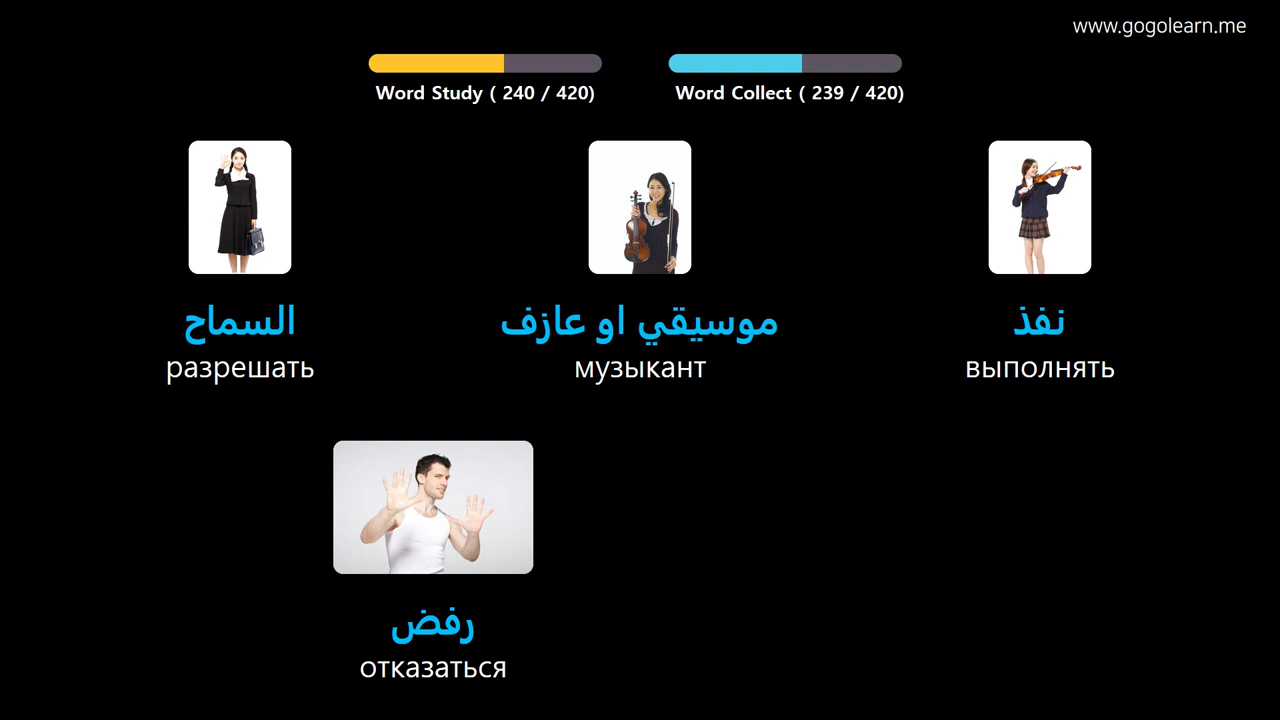 www.gogolearn.me
Word Study ( 240 / 420)
Word Collect ( 239 / 420)
السماح
разрешать
موسيقي او عازف
музыкант
نفذ
выполнять
رفض
отказаться